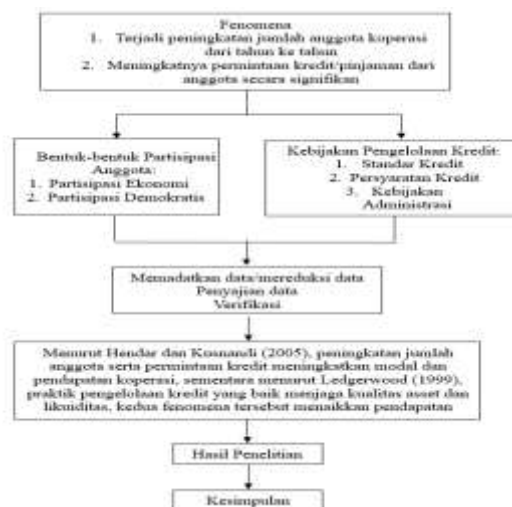 Fenomena
1. Terjadi peningkatan jumlah anggota koperasi
dari tahun ke tahun
2. Meningkatnya permintaan kredit/pinjaman dari
anggota secara signifikan
Bentuk-bentuk Partisipasi
Anggota:
1. Partisipasi Ekonomi
2. Partisipasi Demokratis
Kebijakan Pengelolaan Kredit:
1. Standar Kredit
2. Persyaratan Kredit
3. Kebijakan
Administrasi
Memadatkan data/mereduksi data
Penyajian data
Verifikasi
Menurut Hendar dan Kusnandi (2005), peningkatan jumlah
anggota serta permintaan kredit meningkatkan modal dan
pendapatan koperasi, sementara menurut Ledgerwood (1999),
praktik pengelolaan kredit yang baik menjaga kualitas asset dan
likuiditas, kedua fenomena tersebut menaikkan pendapatan
Hasil Penelitian
Kesimpulan